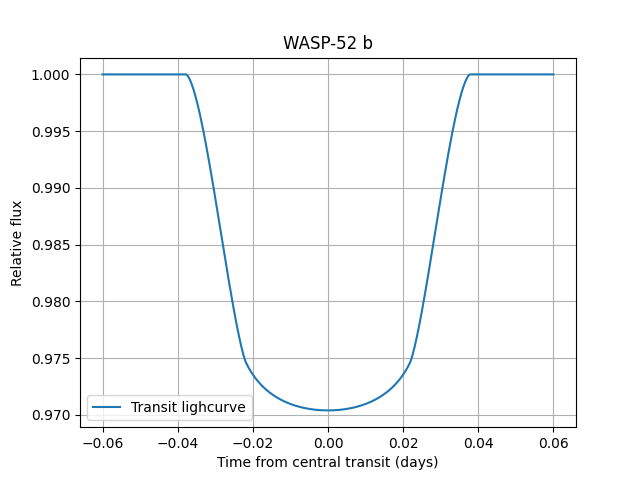 WASP-52 b
1.000
0.995
0.990
0.985
0.980
0.975
0.970
Relative flux
Transit lighcurve
−0.06 −0.04 −0.02 0.00 0.02 0.04 0.06
Time from central transit (days)